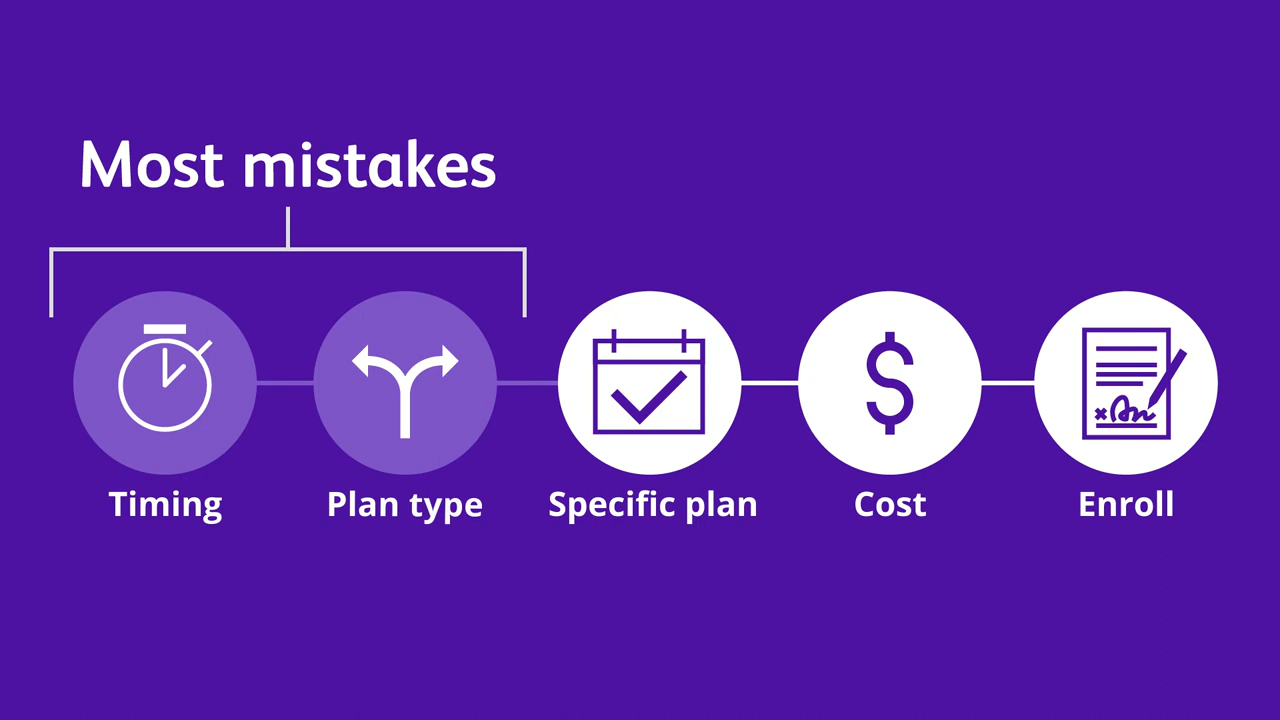 Most mistakes
Timing
Plan type
Specific plan
Cost
Enroll